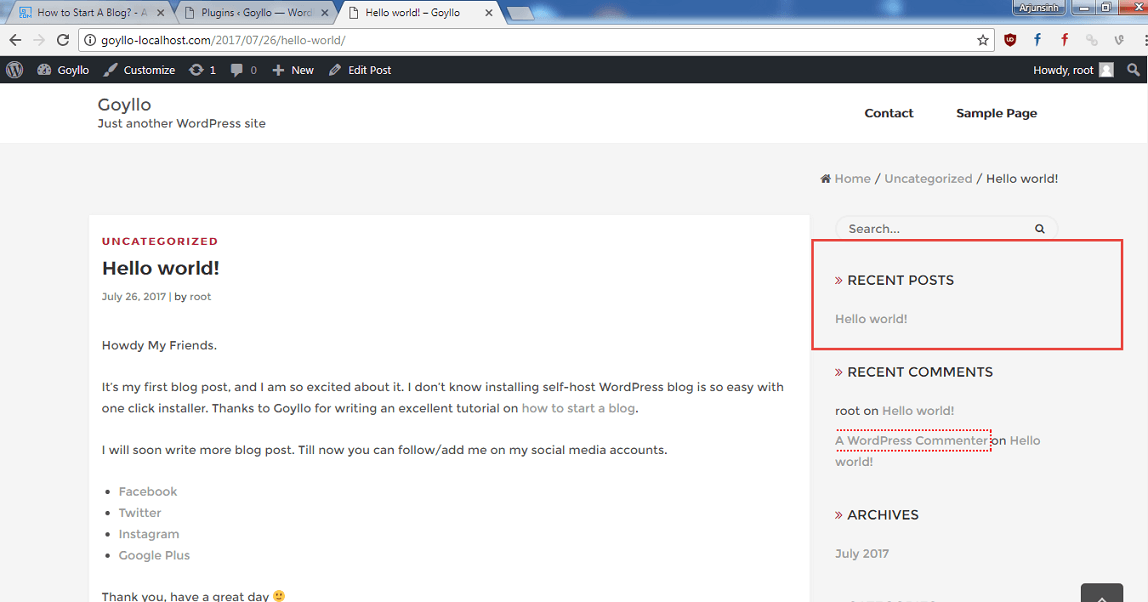 How to Start A Blog? - A
Plugins ‹ Goyllo — Word
Hello world! – Goyllo
Arjunsinh
goyllo-localhost.com/2017/07/26/hello-world/
Goyllo Customize 1 0 New Edit Post Howdy, root
Goyllo
Just another WordPress site
Contact Sample Page
Home / Uncategorized / Hello world!
UNCATEGORIZED
Hello world!
July 26, 2017 | by root
Howdy My Friends.
It's my first blog post, and I am so excited about it. I don't know installing self-host WordPress blog is so easy with
one click installer. Thanks to Goyllo for writing an excellent tutorial on how to start a blog.
I will soon write more blog post. Till now you can follow/add me on my social media accounts.
• Facebook
• Twitter
• Instagram
• Google Plus
Thank you, have a great day 🙂
Search...
» RECENT POSTS
Hello world!
» RECENT COMMENTS
root on Hello world!
A WordPress Commenter on Hello
world!
» ARCHIVES
July 2017